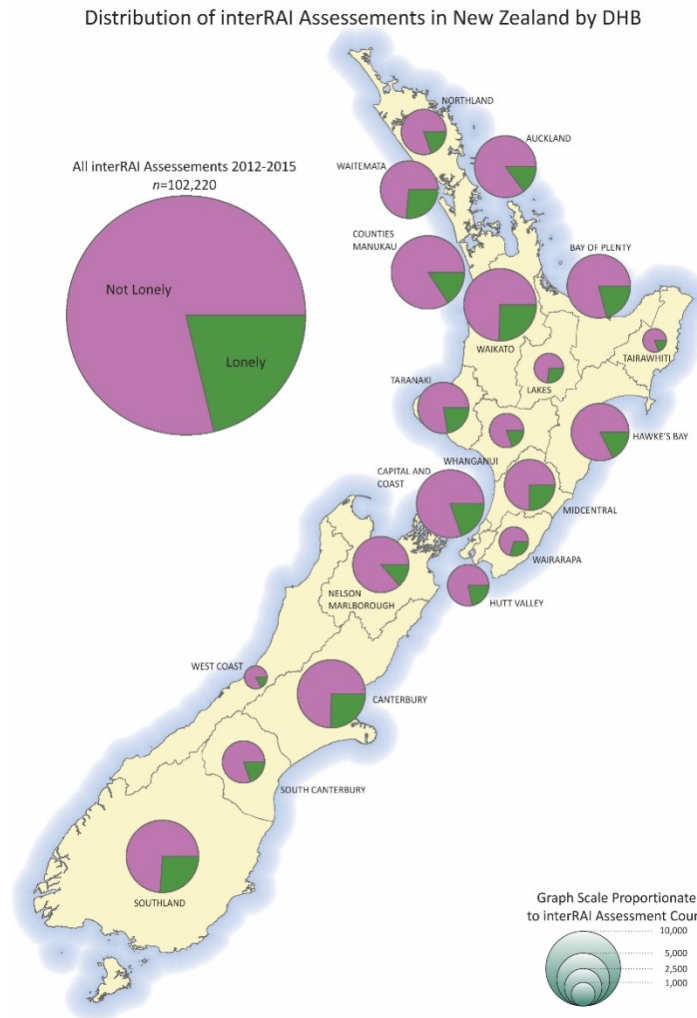 Distribution of interRAI Assessements in New Zealand by DHB
NORTHLAND
AUCKLAND
All interRAI Assessements 2012-2015
n=102,220
WAITEMATA
COUNTIES
MANUKAU
BAY OF PLENTY
Not Lonely
Lonely
WAIKATO
TAIRAWHITI
LAKES
TARANAKI
HAWKE'S BAY
WHANGANUI
CAPITAL AND
COAST
MIDCENTRAL
WAIRARAPA
NELSON
MARLBOROUGH
HUTT VALLEY
WEST COAST
CANTERBURY
SOUTH CANTERBURY
SOUTHLAND
Graph Scale Proportionate
to interRAI Assessment Coun
10,000
5,000
2,500
1,000